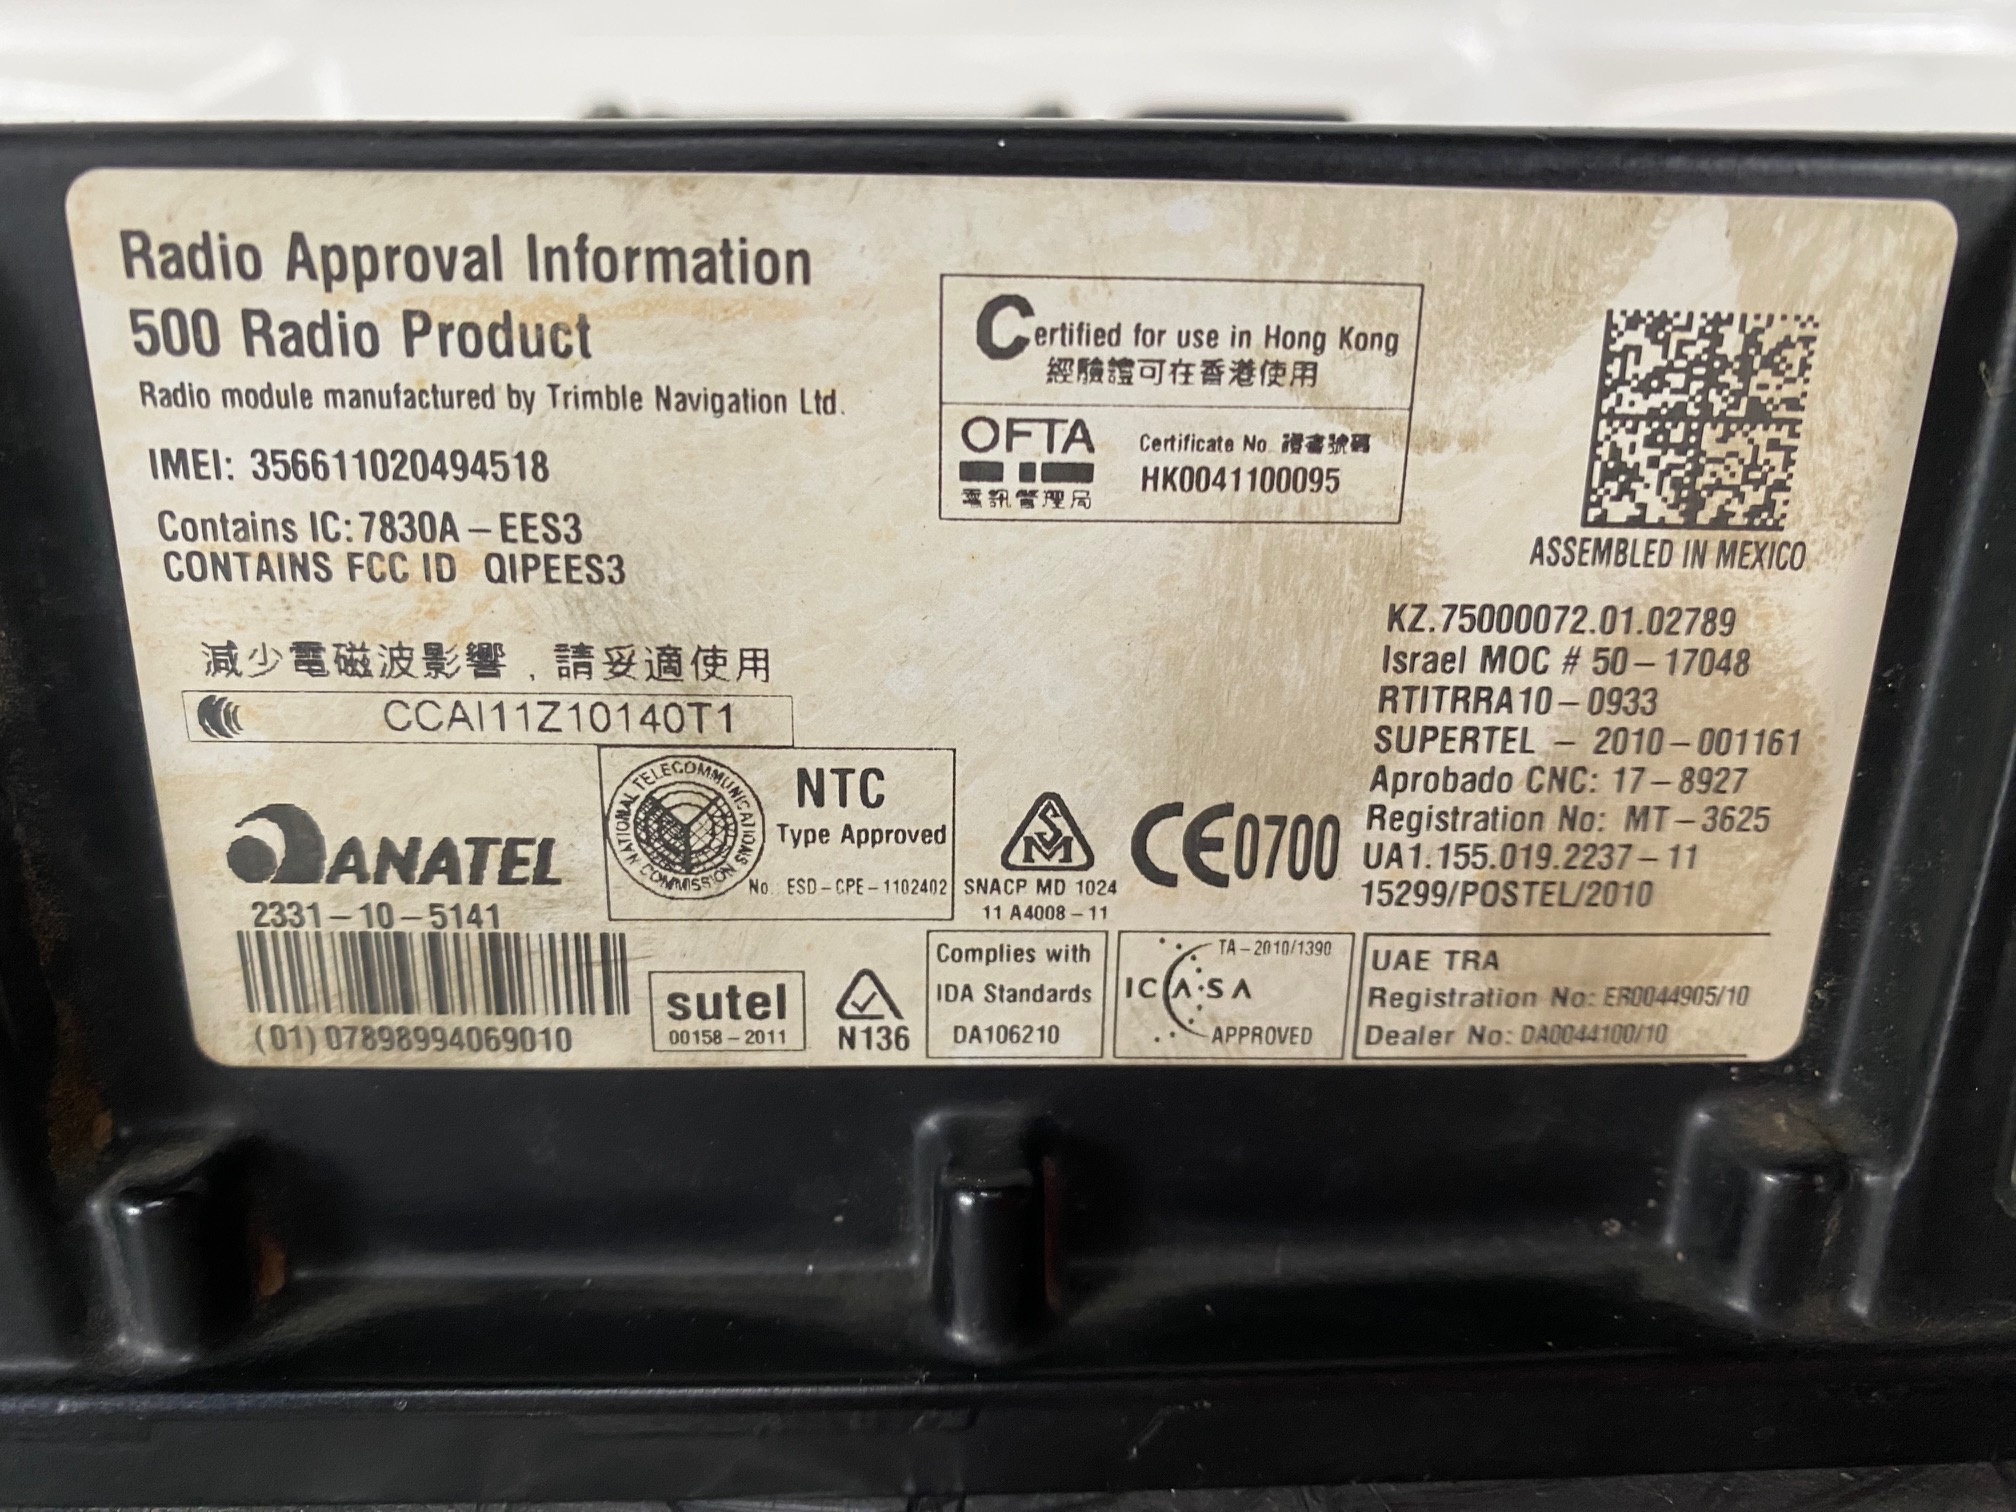 Radio Approval Information
500 Radio Product
Radio module manufactured by Trimble Navigation Ltd.
IMEI: 356611020494518
Contains IC: 7830A-EES3
CONTAINS FCC ID QIPEES3
減少電磁波影響，請妥適使用
CCAI11Z10140T1
ANATEL
2331-10-5141
(01)07898994069010
NATIONAL TELECOMMUNICATIONS COMMISSION
NTC
Type Approved
No. ESD-CPE-1102402
sutel
00158-2011
N136
SM
SNACP MD 1024
11 A4008-11
CE0700
Complies with
IDA Standards
DA106210
TA-2010/1390
ICASA
APPROVED
Certified for use in Hong Kong
經驗證可在香港使用
OFTA
電訊管理局
Certificate No. 證書號碼
HK0041100095
ASSEMBLED IN MEXICO
KZ.75000072.01.02789
Israel MOC # 50-17048
RTITRRA10-0933
SUPERTEL - 2010-001161
Aprobado CNC: 17-8927
Registration No: MT-3625
UA1.155.019.2237-11
15299/POSTEL/2010
UAE TRA
Registration No: ER0044905/10
Dealer No: DA0044100/10